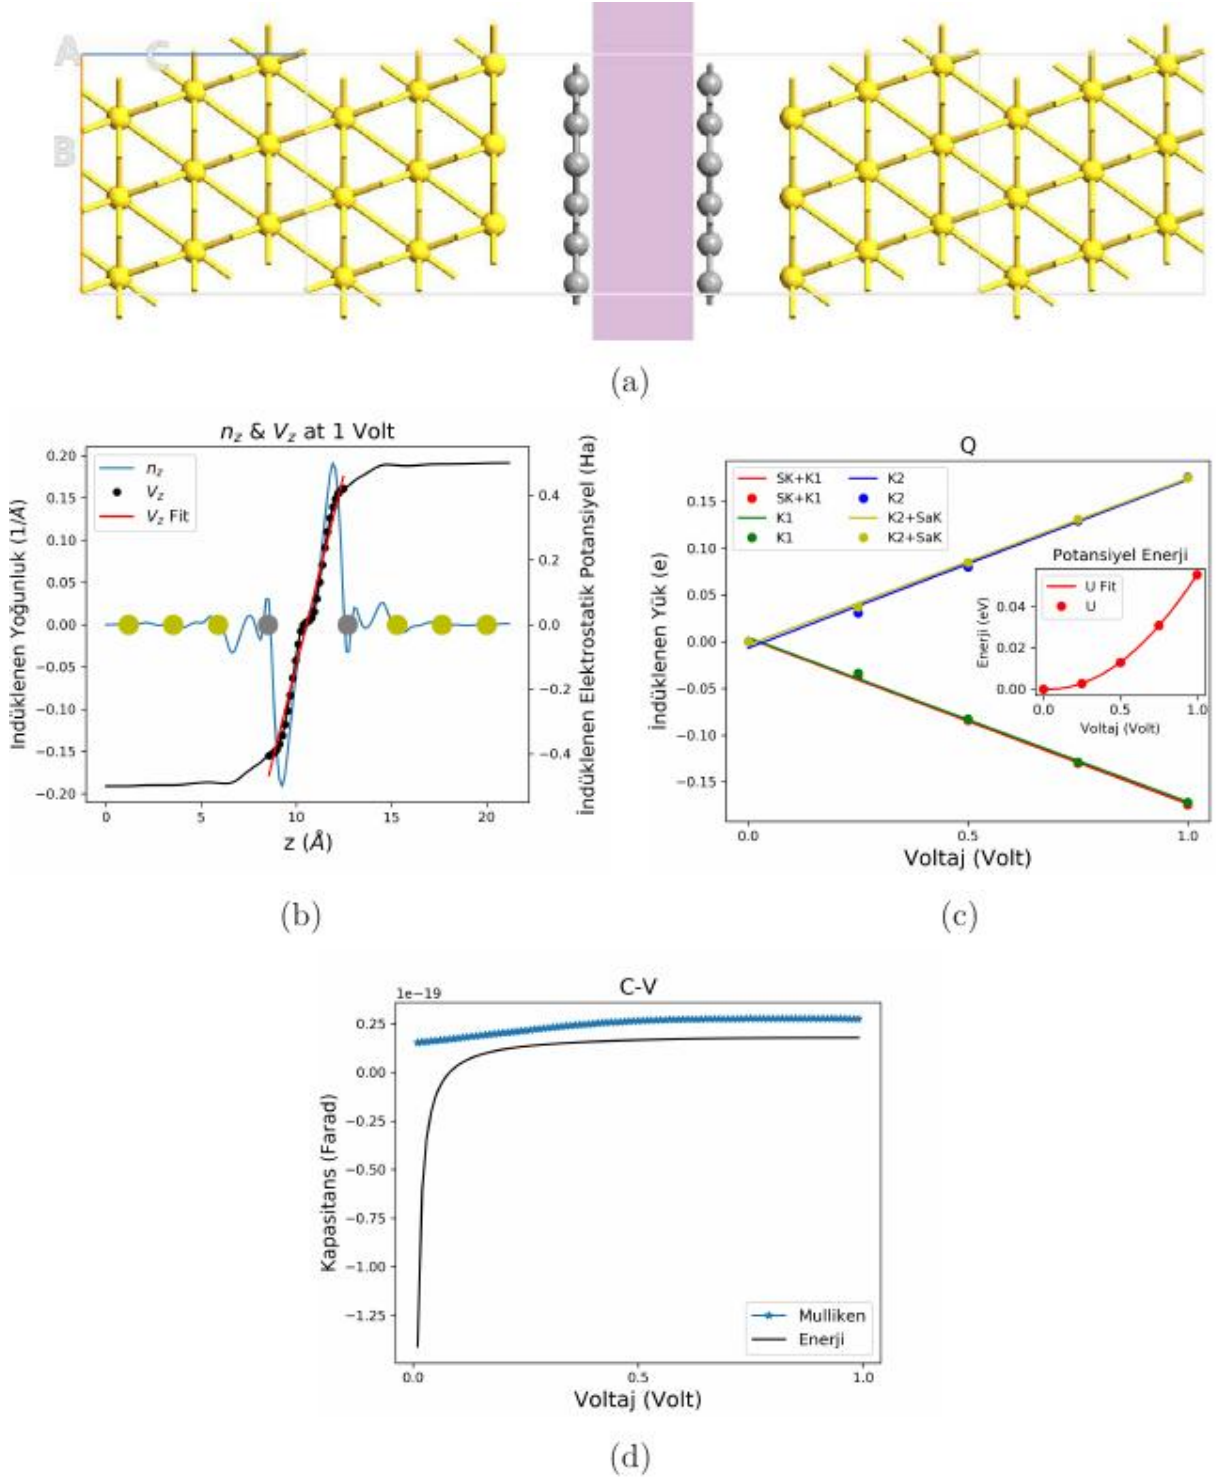 A
C
B
(a)
n_z & V_z at 1 Volt
n_z
V_z
V_z Fit
İndüklenen Yoğunluk (1/Å)
0.20
0.15
0.10
0.05
0.00
−0.05
−0.10
−0.15
−0.20
0
5
10
15
20
z (Å)
0.4
0.2
0.0
−0.2
−0.4
İndüklenen Elektrostatik Potansiyel (Ha)
(b)
Q
SK+K1
SK+K1
K1
K1
K2
K2
K2+SaK
K2+SaK
İndüklenen Yük (e)
0.15
0.10
0.05
0.00
−0.05
−0.10
−0.15
0.0
0.5
1.0
Voltaj (Volt)
Potansiyel Enerji
U Fit
U
Enerji (eV)
0.04
0.02
0.00
0.0
0.5
1.0
Voltaj (Volt)
(c)
C-V
1e−19
Kapasitans (Farad)
0.25
0.00
−0.25
−0.50
−0.75
−1.00
−1.25
0.0
0.5
1.0
Voltaj (Volt)
Mulliken
Enerji
(d)